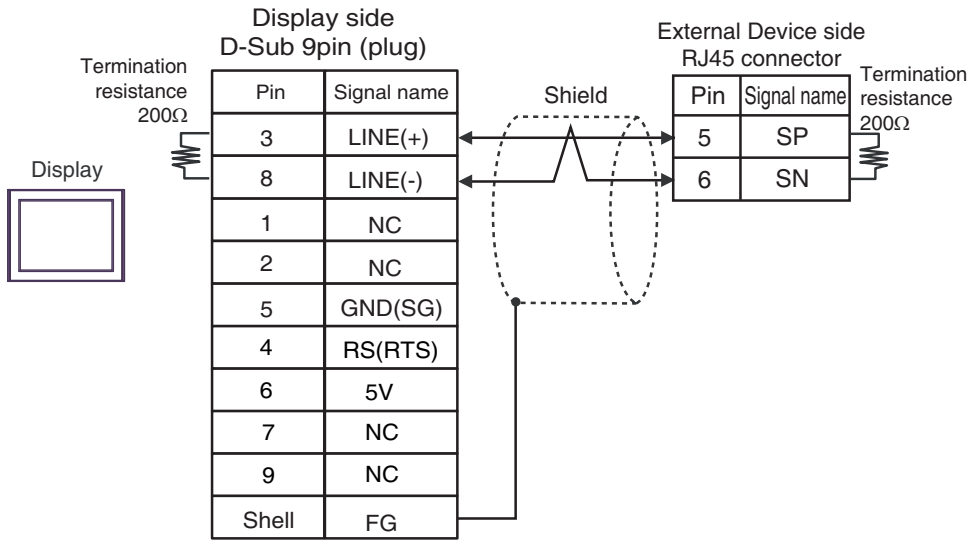 Display side
D-Sub 9pin (plug)
External Device side
RJ45 connector
Termination
resistance
200Ω
Display
Pin Signal name
3 LINE(+)
8 LINE(-)
1 NC
2 NC
5 GND(SG)
4 RS(RTS)
6 5V
7 NC
9 NC
Shell FG
Shield
Pin Signal name
5 SP
6 SN
Termination
resistance
200Ω